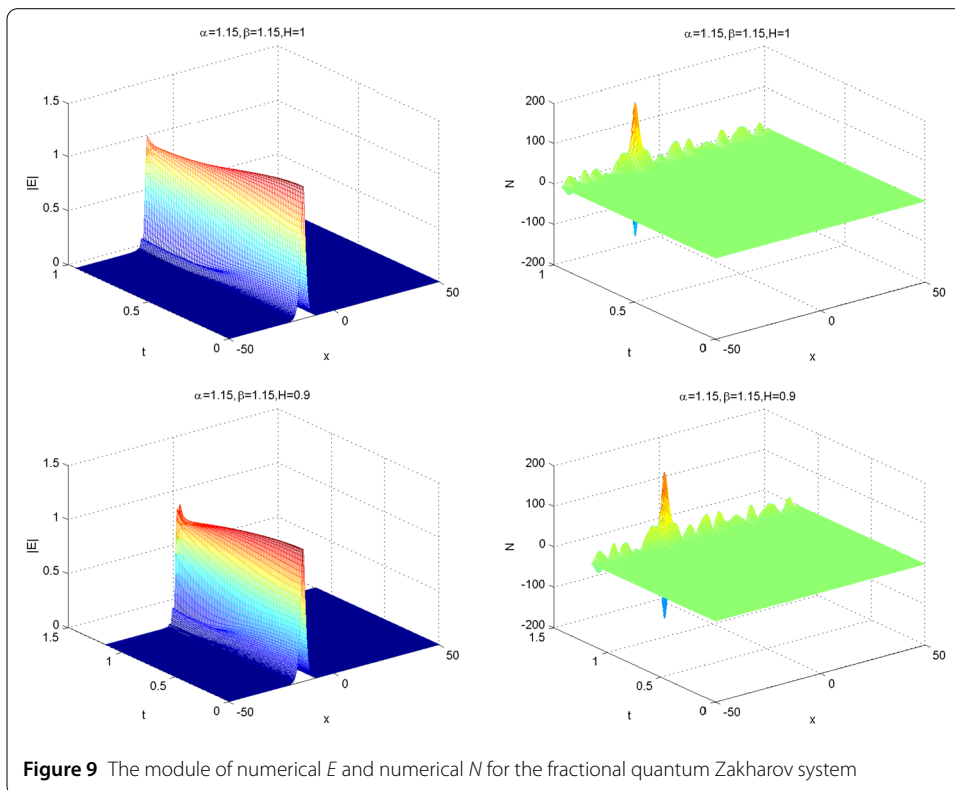 α=1.15,β=1.15,H=1
1.5
1
0.5
0
|E|
1
0.5
0
t
-50
0
50
x
α=1.15,β=1.15,H=1
200
100
0
-100
-200
N
1
0.5
0
t
-50
0
50
x
α=1.15,β=1.15,H=0.9
1.5
1
0.5
0
|E|
1.5
1
0.5
0
t
-50
0
50
x
α=1.15,β=1.15,H=0.9
200
100
0
-100
-200
N
1.5
1
0.5
0
t
-50
0
50
x
Figure 9 The module of numerical E and numerical N for the fractional quantum Zakharov system